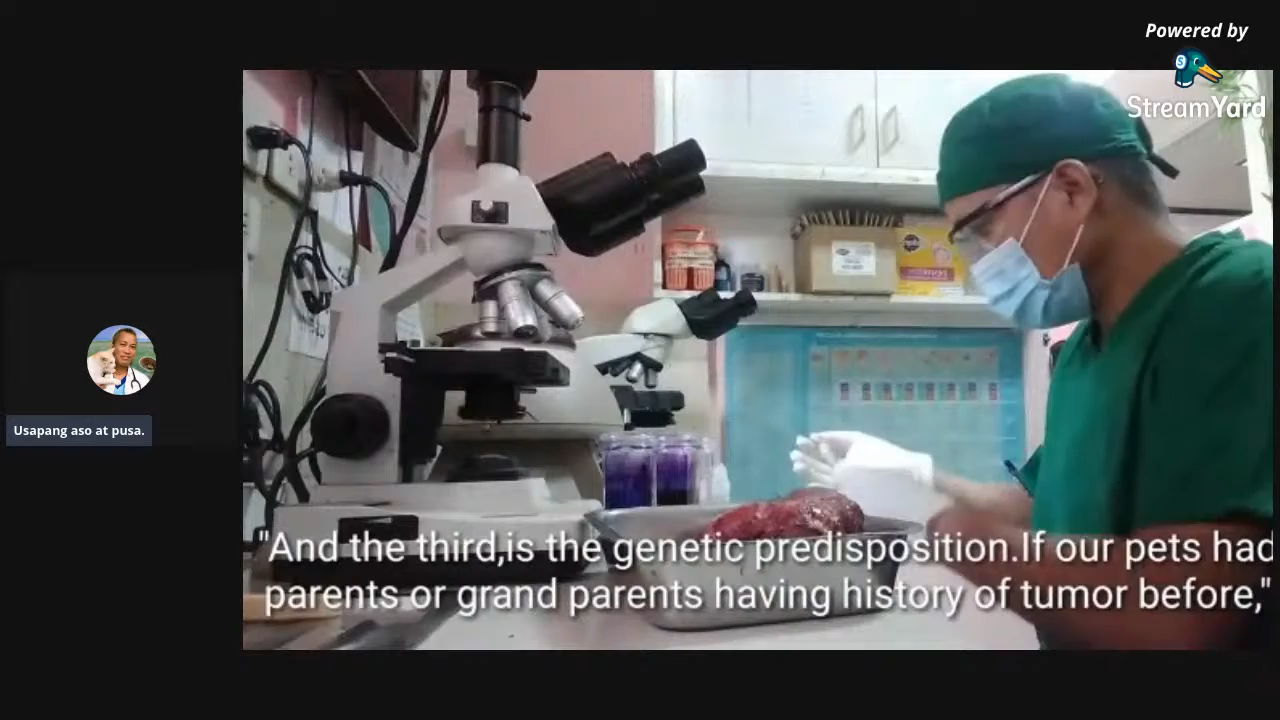 Powered by
StreamYard
Usapang aso at pusa.
"And the third,is the genetic predisposition.If our pets had
parents or grand parents having history of tumor before,"